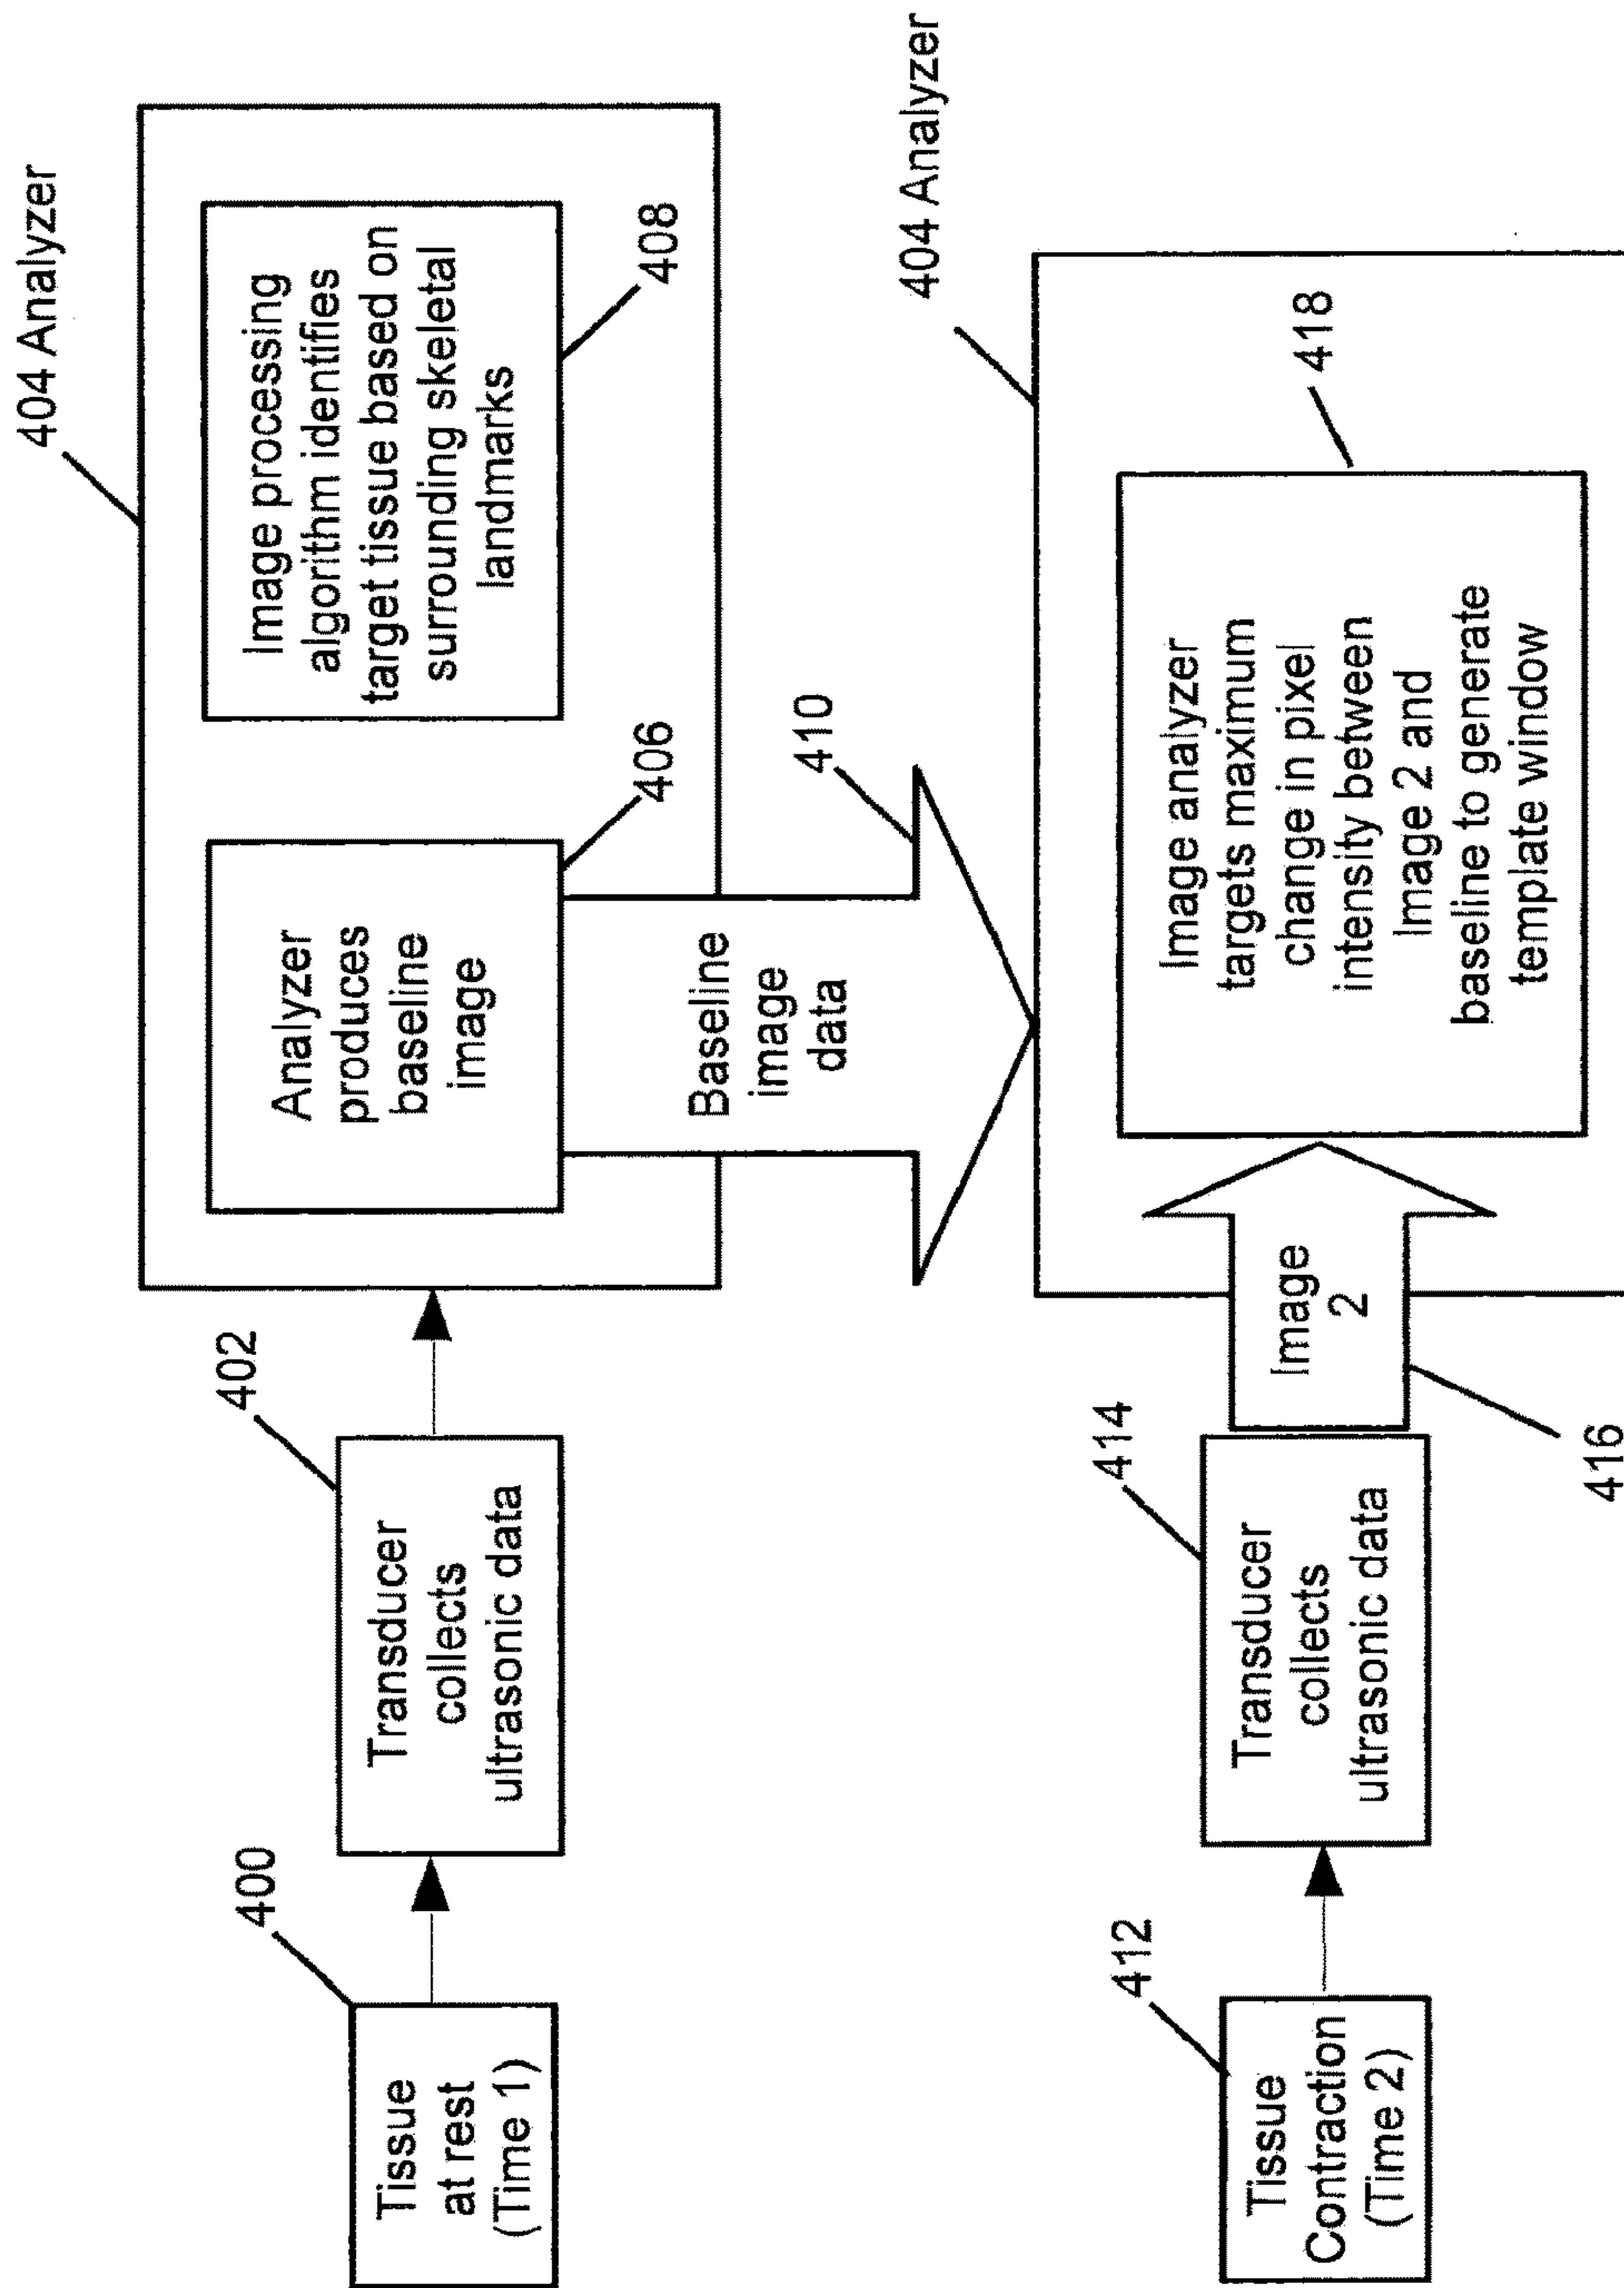 404 Analyzer
400
Tissue
at rest
(Time 1)
402
Transducer
collects
ultrasonic data
Analyzer
produces
baseline
image
406
Image processing
algorithm identifies
target tissue based on
surrounding skeletal
landmarks
408
Baseline
image
data
410
404 Analyzer
412
Tissue
Contraction
(Time 2)
414
Transducer
collects
ultrasonic data
Image
2
416
Image analyzer
targets maximum
change in pixel
intensity between
Image 2 and
baseline to generate
template window
418